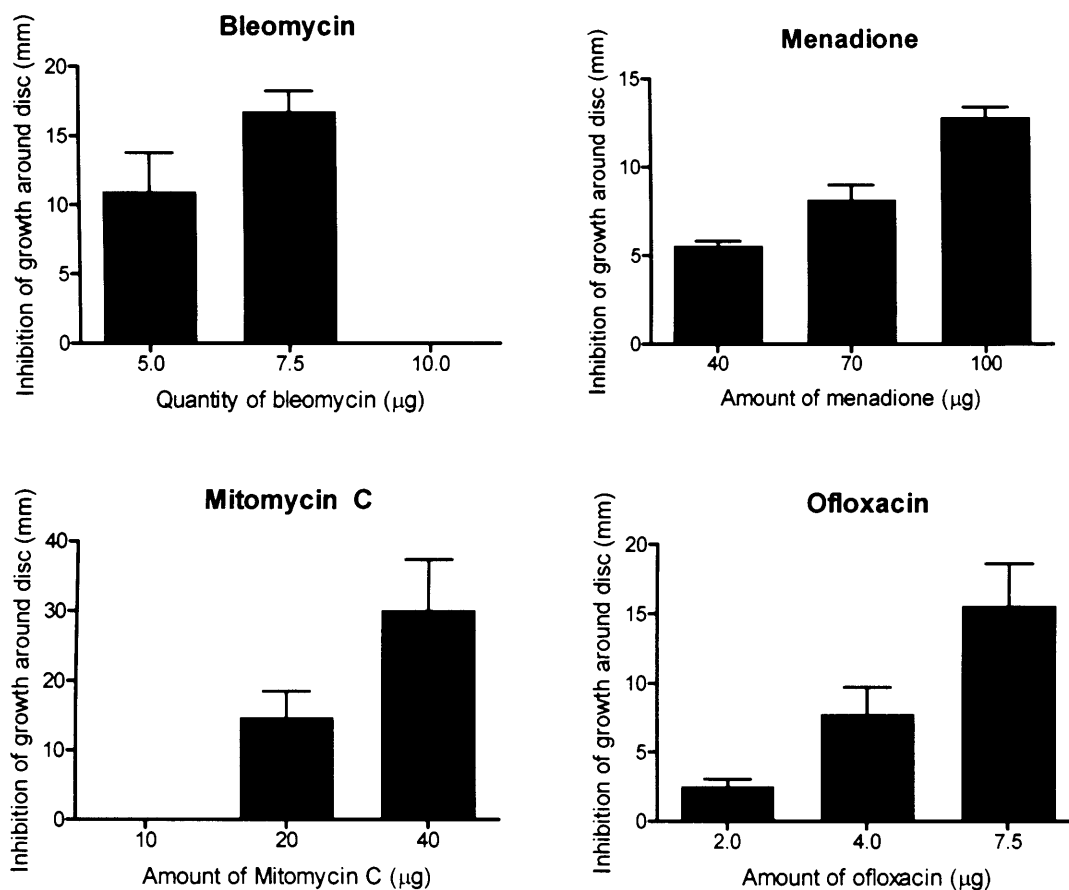 Bleomycin
Inhibition of growth around disc (mm)
20
15
10
5
0
5.0 7.5 10.0
Quantity of bleomycin (μg)
Menadione
Inhibition of growth around disc (mm)
15
10
5
0
40 70 100
Amount of menadione (μg)
Mitomycin C
Inhibition of growth around disc (mm)
40
30
20
10
0
10 20 40
Amount of Mitomycin C (μg)
Ofloxacin
Inhibition of growth around disc (mm)
20
15
10
5
0
2.0 4.0 7.5
Amount of ofloxacin (μg)